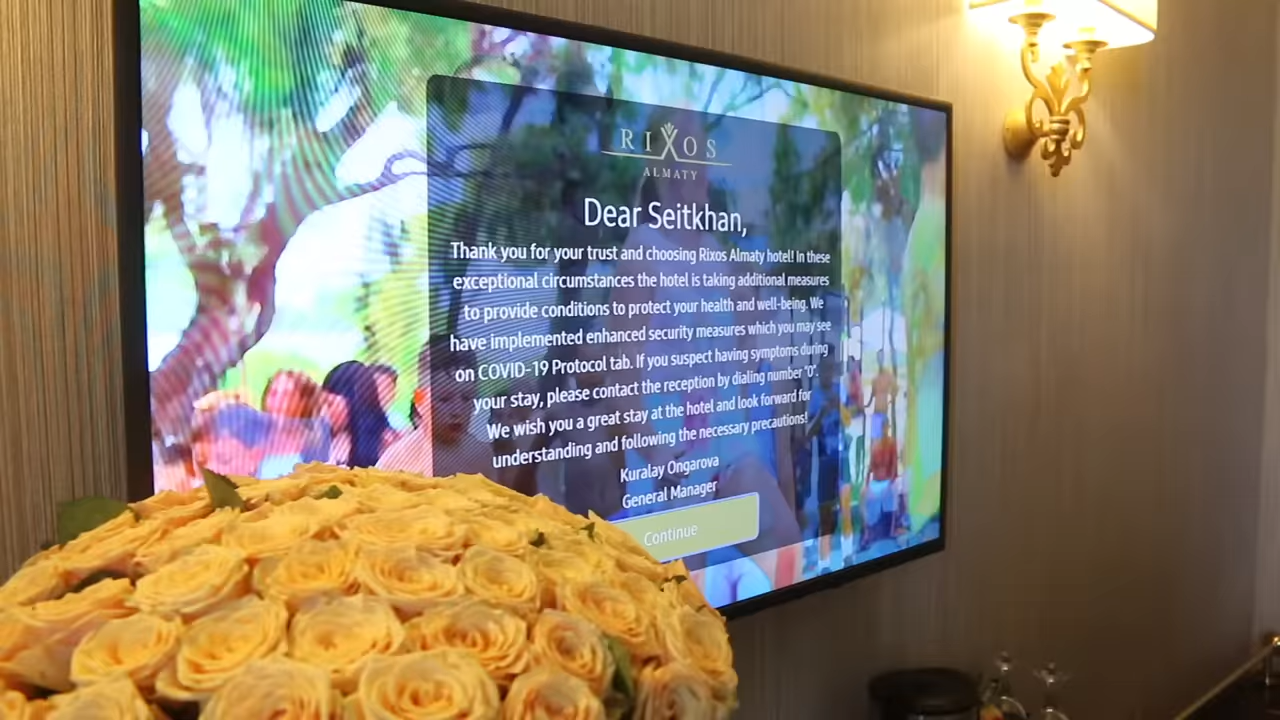 RIXOS
ALMATY
Dear Seitkhan,
Thank you for your trust and choosing Rixos Almaty hotel! In these
exceptional circumstances the hotel is taking additional measures
to provide conditions to protect your health and well-being. We
have implemented enhanced security measures which you may see
on COVID-19 Protocol tab. If you suspect having symptoms during
your stay, please contact the reception by dialing number "0".
We wish you a great stay at the hotel and look forward for
understanding and following the necessary precautions!
Kuralay Ongarova
General Manager
Continue